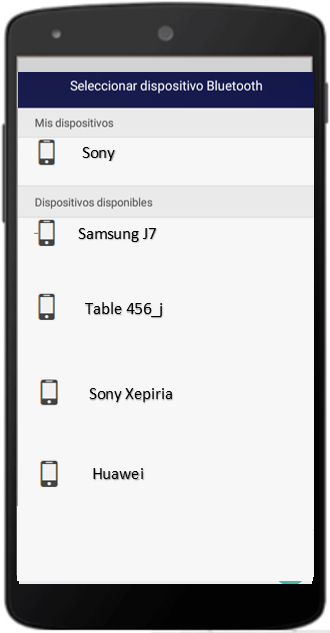 Seleccionar dispositivo Bluetooth
Mis dispositivos
Sony
Dispositivos disponibles
Samsung J7
Table 456_j
Sony Xepiria
Huawei